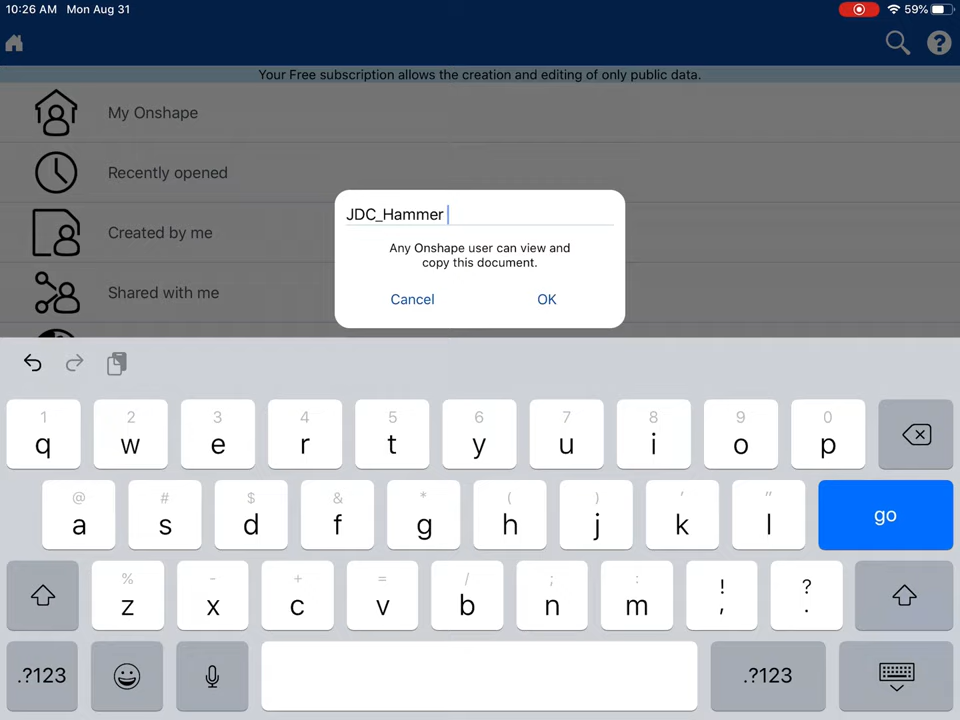 10:26 AM Mon Aug 31
59%
Your Free subscription allows the creation and editing of only public data.
My Onshape
Recently opened
Created by me
Shared with me
JDC_Hammer
Any Onshape user can view and
copy this document.
Cancel OK
1 2 3 4 5 6 7 8 9 0
q w e r t y u i o p
@ # $ & * ( ) ' "
a s d f g h j k l go
% - + = / ; : ! ?
z x c v b n m , .
.?123 .?123